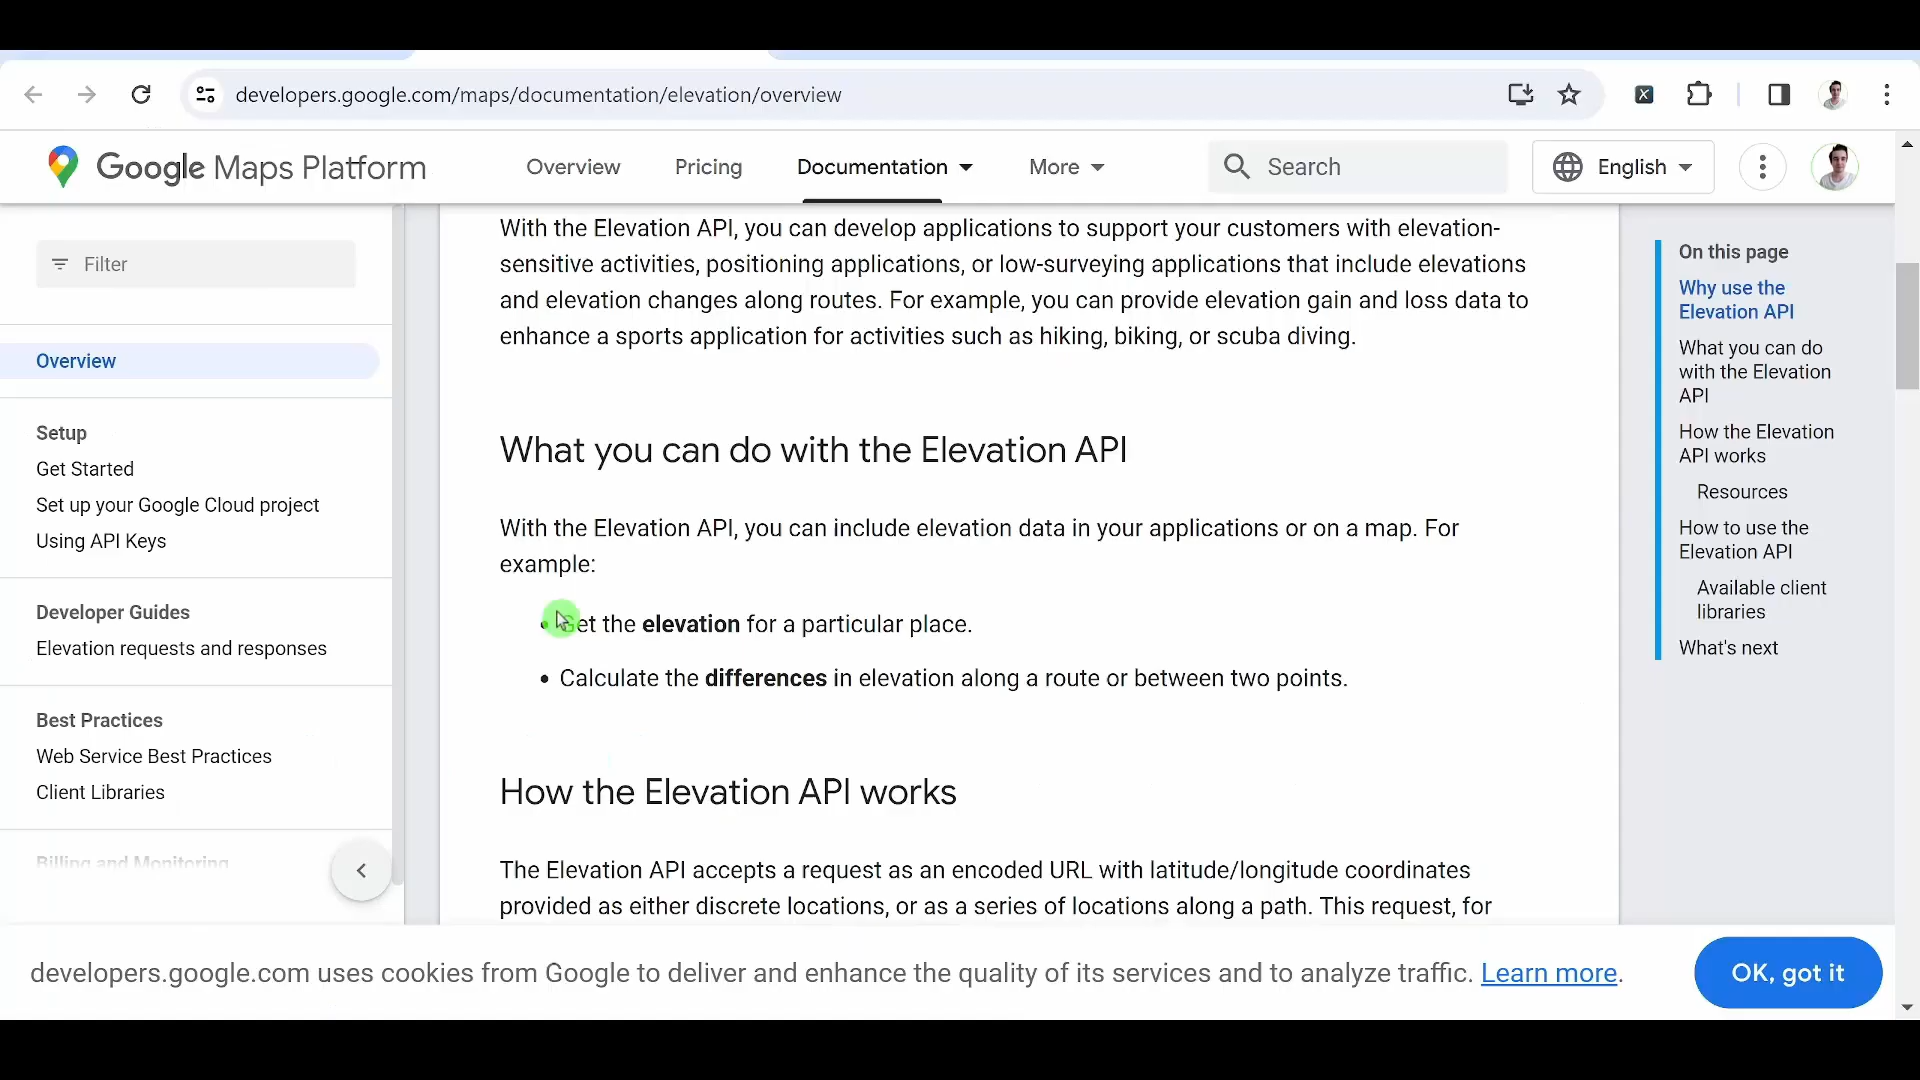 developers.google.com/maps/documentation/elevation/overview
Google Maps Platform
Overview
Pricing
Documentation
More
Search
English
Filter
Overview
Setup
Get Started
Set up your Google Cloud project
Using API Keys
Developer Guides
Elevation requests and responses
Best Practices
Web Service Best Practices
Client Libraries
Billing and Monitoring
With the Elevation API, you can develop applications to support your customers with elevation-
sensitive activities, positioning applications, or low-surveying applications that include elevations
and elevation changes along routes. For example, you can provide elevation gain and loss data to
enhance a sports application for activities such as hiking, biking, or scuba diving.
What you can do with the Elevation API
With the Elevation API, you can include elevation data in your applications or on a map. For
example:
• Get the elevation for a particular place.
• Calculate the differences in elevation along a route or between two points.
How the Elevation API works
The Elevation API accepts a request as an encoded URL with latitude/longitude coordinates
provided as either discrete locations, or as a series of locations along a path. This request, for
On this page
Why use the
Elevation API
What you can do
with the Elevation
API
How the Elevation
API works
Resources
How to use the
Elevation API
Available client
libraries
What's next
developers.google.com uses cookies from Google to deliver and enhance the quality of its services and to analyze traffic. Learn more.
OK, got it